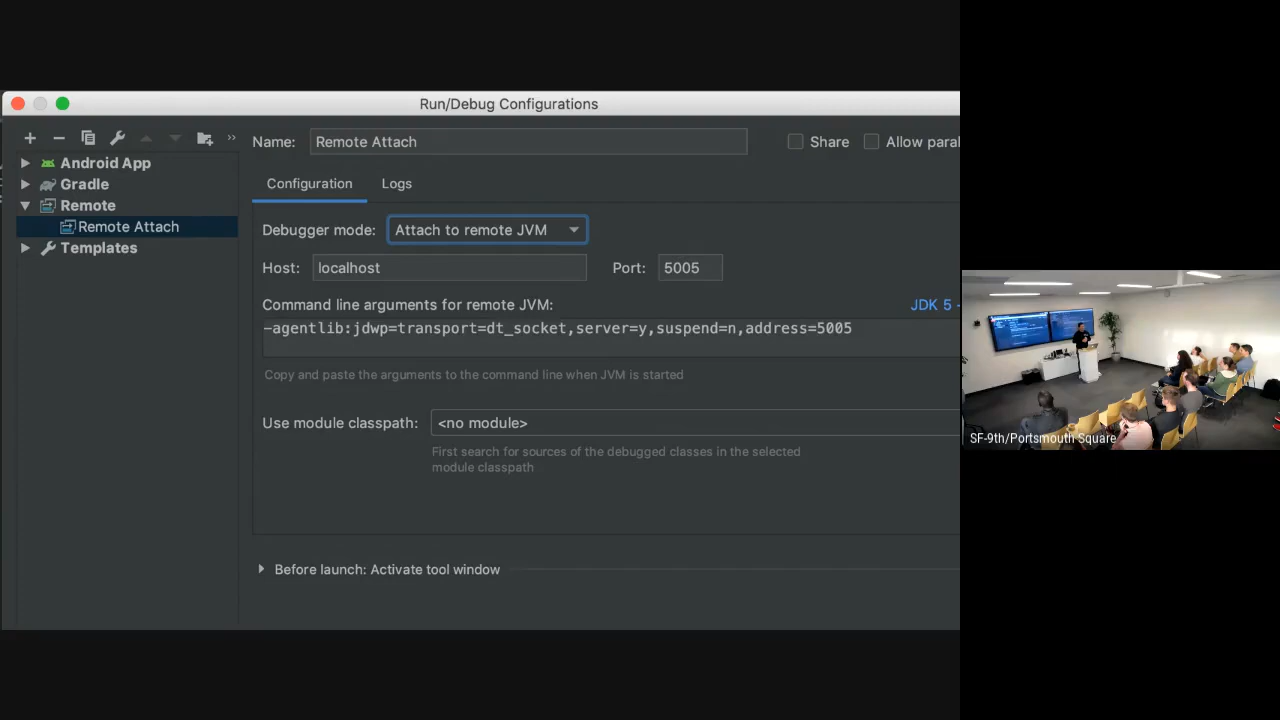 Run/Debug Configurations
Android App
Gradle
Remote
Remote Attach
Templates
Name: Remote Attach Share Allow paral
Configuration Logs
Debugger mode: Attach to remote JVM
Host: localhost Port: 5005
Command line arguments for remote JVM: JDK 5 -
-agentlib:jdwp=transport=dt_socket,server=y,suspend=n,address=5005
Copy and paste the arguments to the command line when JVM is started
Use module classpath: <no module>
First search for sources of the debugged classes in the selected
module classpath
Before launch: Activate tool window
SF-9th/Portsmouth Square